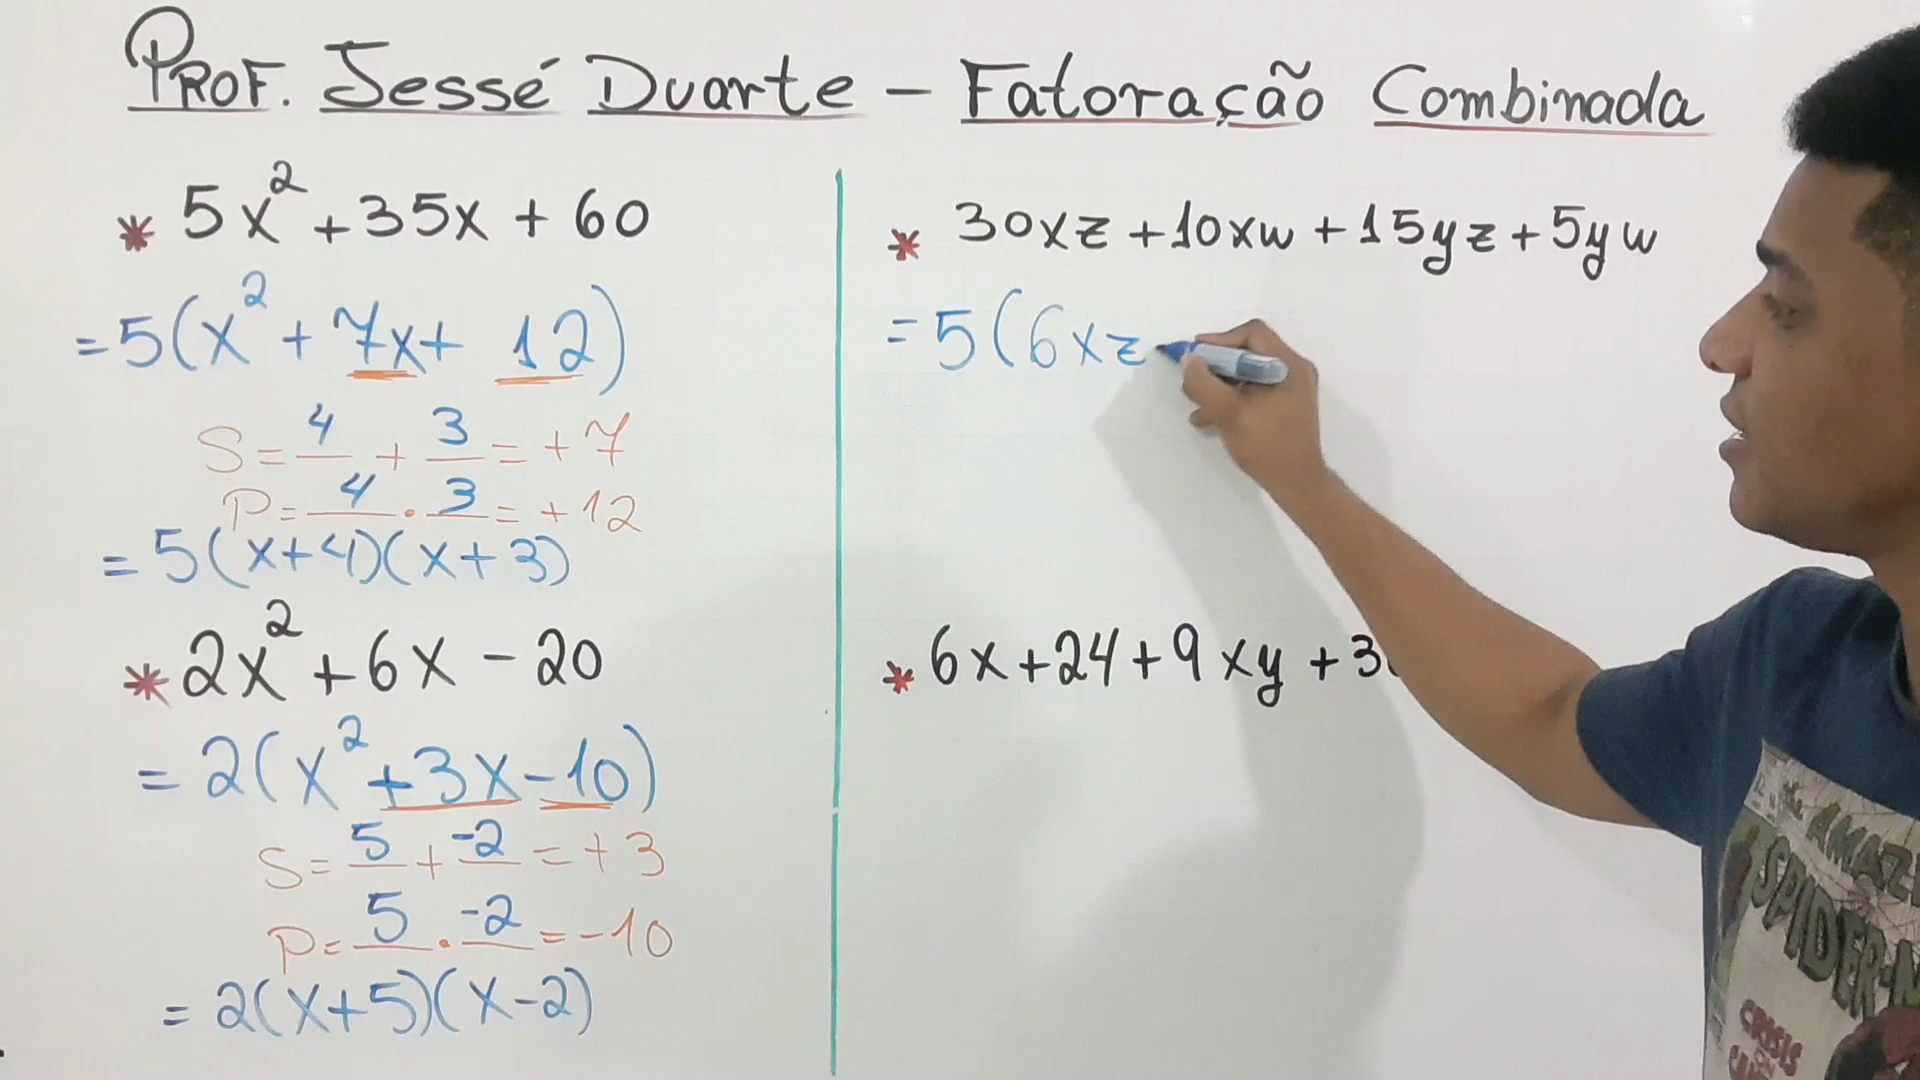 PROF. Jessé Duarte - Fatoração Combinada
* 5x² + 35x + 60
= 5(x² + 7x + 12)
S = 4 + 3 = + 7
P = 4 . 3 = + 12
= 5(x+4)(x+3)
* 2x² + 6x - 20
= 2(x² + 3x - 10)
S = 5 + -2 = + 3
P = 5 . -2 = -10
= 2(x+5)(x-2)
* 30xz + 10xw + 15yz + 5yw
= 5(6xz
* 6x + 24 + 9xy + 3
AMAZ
SPIDER-M
CRISIS
ON